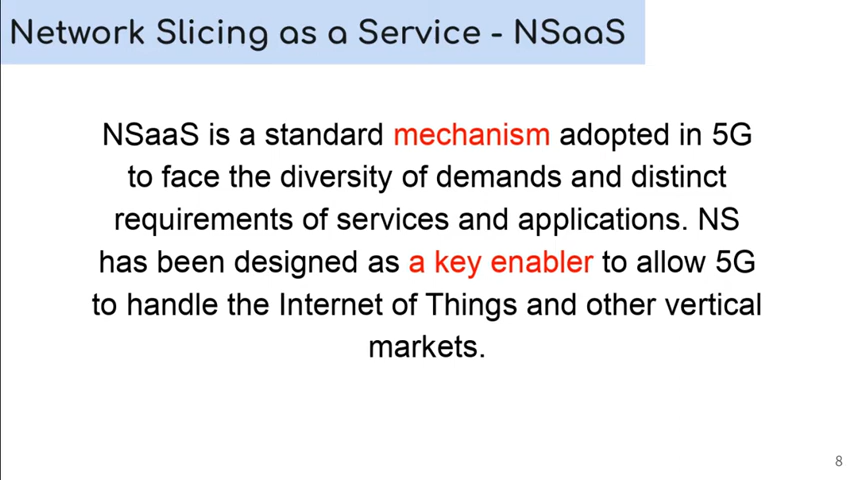 Network Slicing as a Service - NSaaS
NSaaS is a standard mechanism adopted in 5G
to face the diversity of demands and distinct
requirements of services and applications. NS
has been designed as a key enabler to allow 5G
to handle the Internet of Things and other vertical
markets.
8